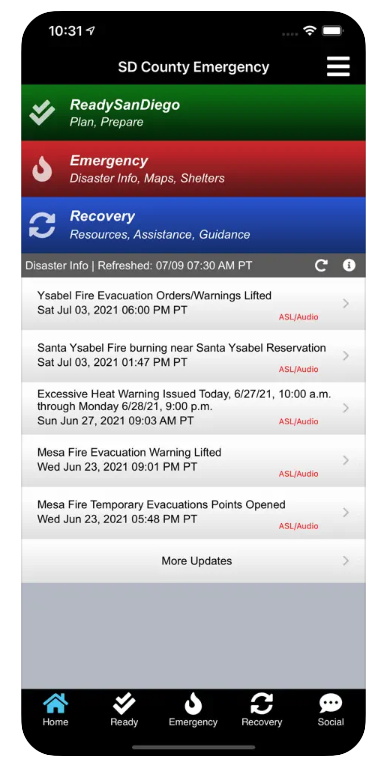 10:31
SD County Emergency
ReadySanDiego
Plan, Prepare
Emergency
Disaster Info, Maps, Shelters
Recovery
Resources, Assistance, Guidance
Disaster Info | Refreshed: 07/09 07:30 AM PT
Ysabel Fire Evacuation Orders/Warnings Lifted
Sat Jul 03, 2021 06:00 PM PT
ASL/Audio
Santa Ysabel Fire burning near Santa Ysabel Reservation
Sat Jul 03, 2021 01:47 PM PT
ASL/Audio
Excessive Heat Warning Issued Today, 6/27/21, 10:00 a.m.
through Monday 6/28/21, 9:00 p.m.
Sun Jun 27, 2021 09:03 AM PT
ASL/Audio
Mesa Fire Evacuation Warning Lifted
Wed Jun 23, 2021 09:01 PM PT
ASL/Audio
Mesa Fire Temporary Evacuations Points Opened
Wed Jun 23, 2021 05:48 PM PT
ASL/Audio
More Updates
Home Ready Emergency Recovery Social